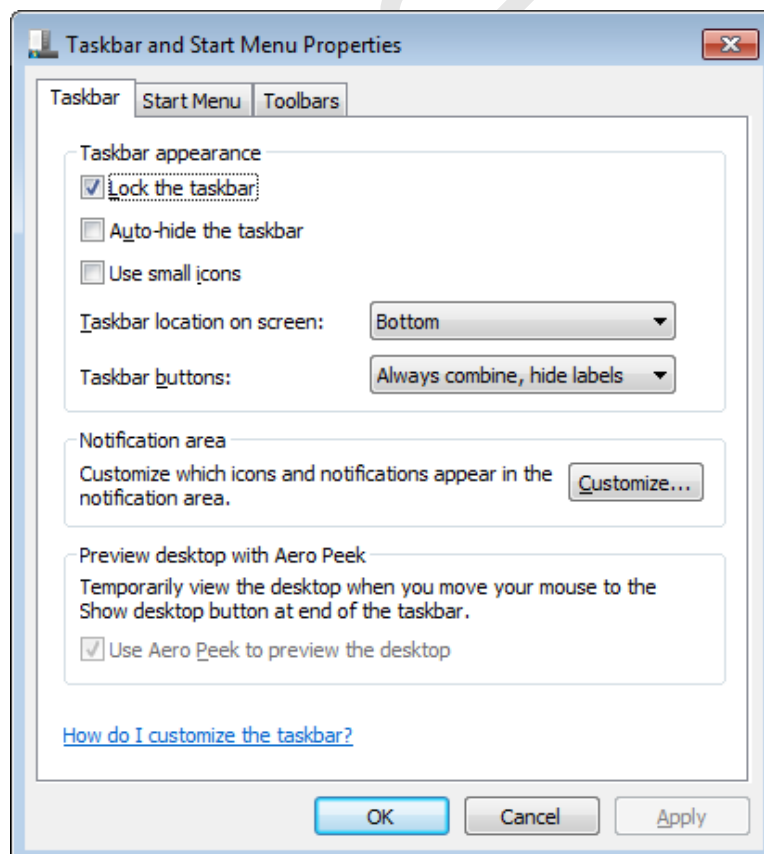 Taskbar and Start Menu Properties
Taskbar
Start Menu
Toolbars
Taskbar appearance
Lock the taskbar
Auto-hide the taskbar
Use small icons
Taskbar location on screen: Bottom
Taskbar buttons: Always combine, hide labels
Notification area
Customize which icons and notifications appear in the
notification area.
Customize...
Preview desktop with Aero Peek
Temporarily view the desktop when you move your mouse to the
Show desktop button at end of the taskbar.
Use Aero Peek to preview the desktop
How do I customize the taskbar?
OK
Cancel
Apply